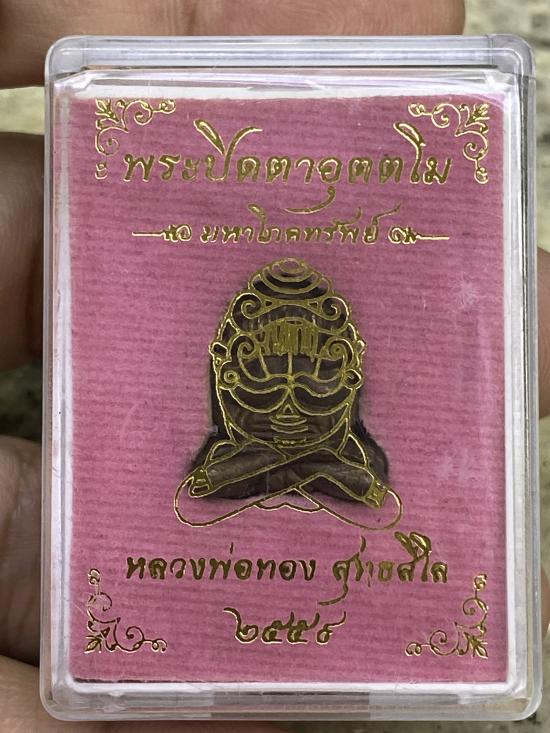 พระปิดตาอุตตโม
มหาโภคทรัพย์
หลวงพ่อทอง สุทธสีโล
๒๕๕๙